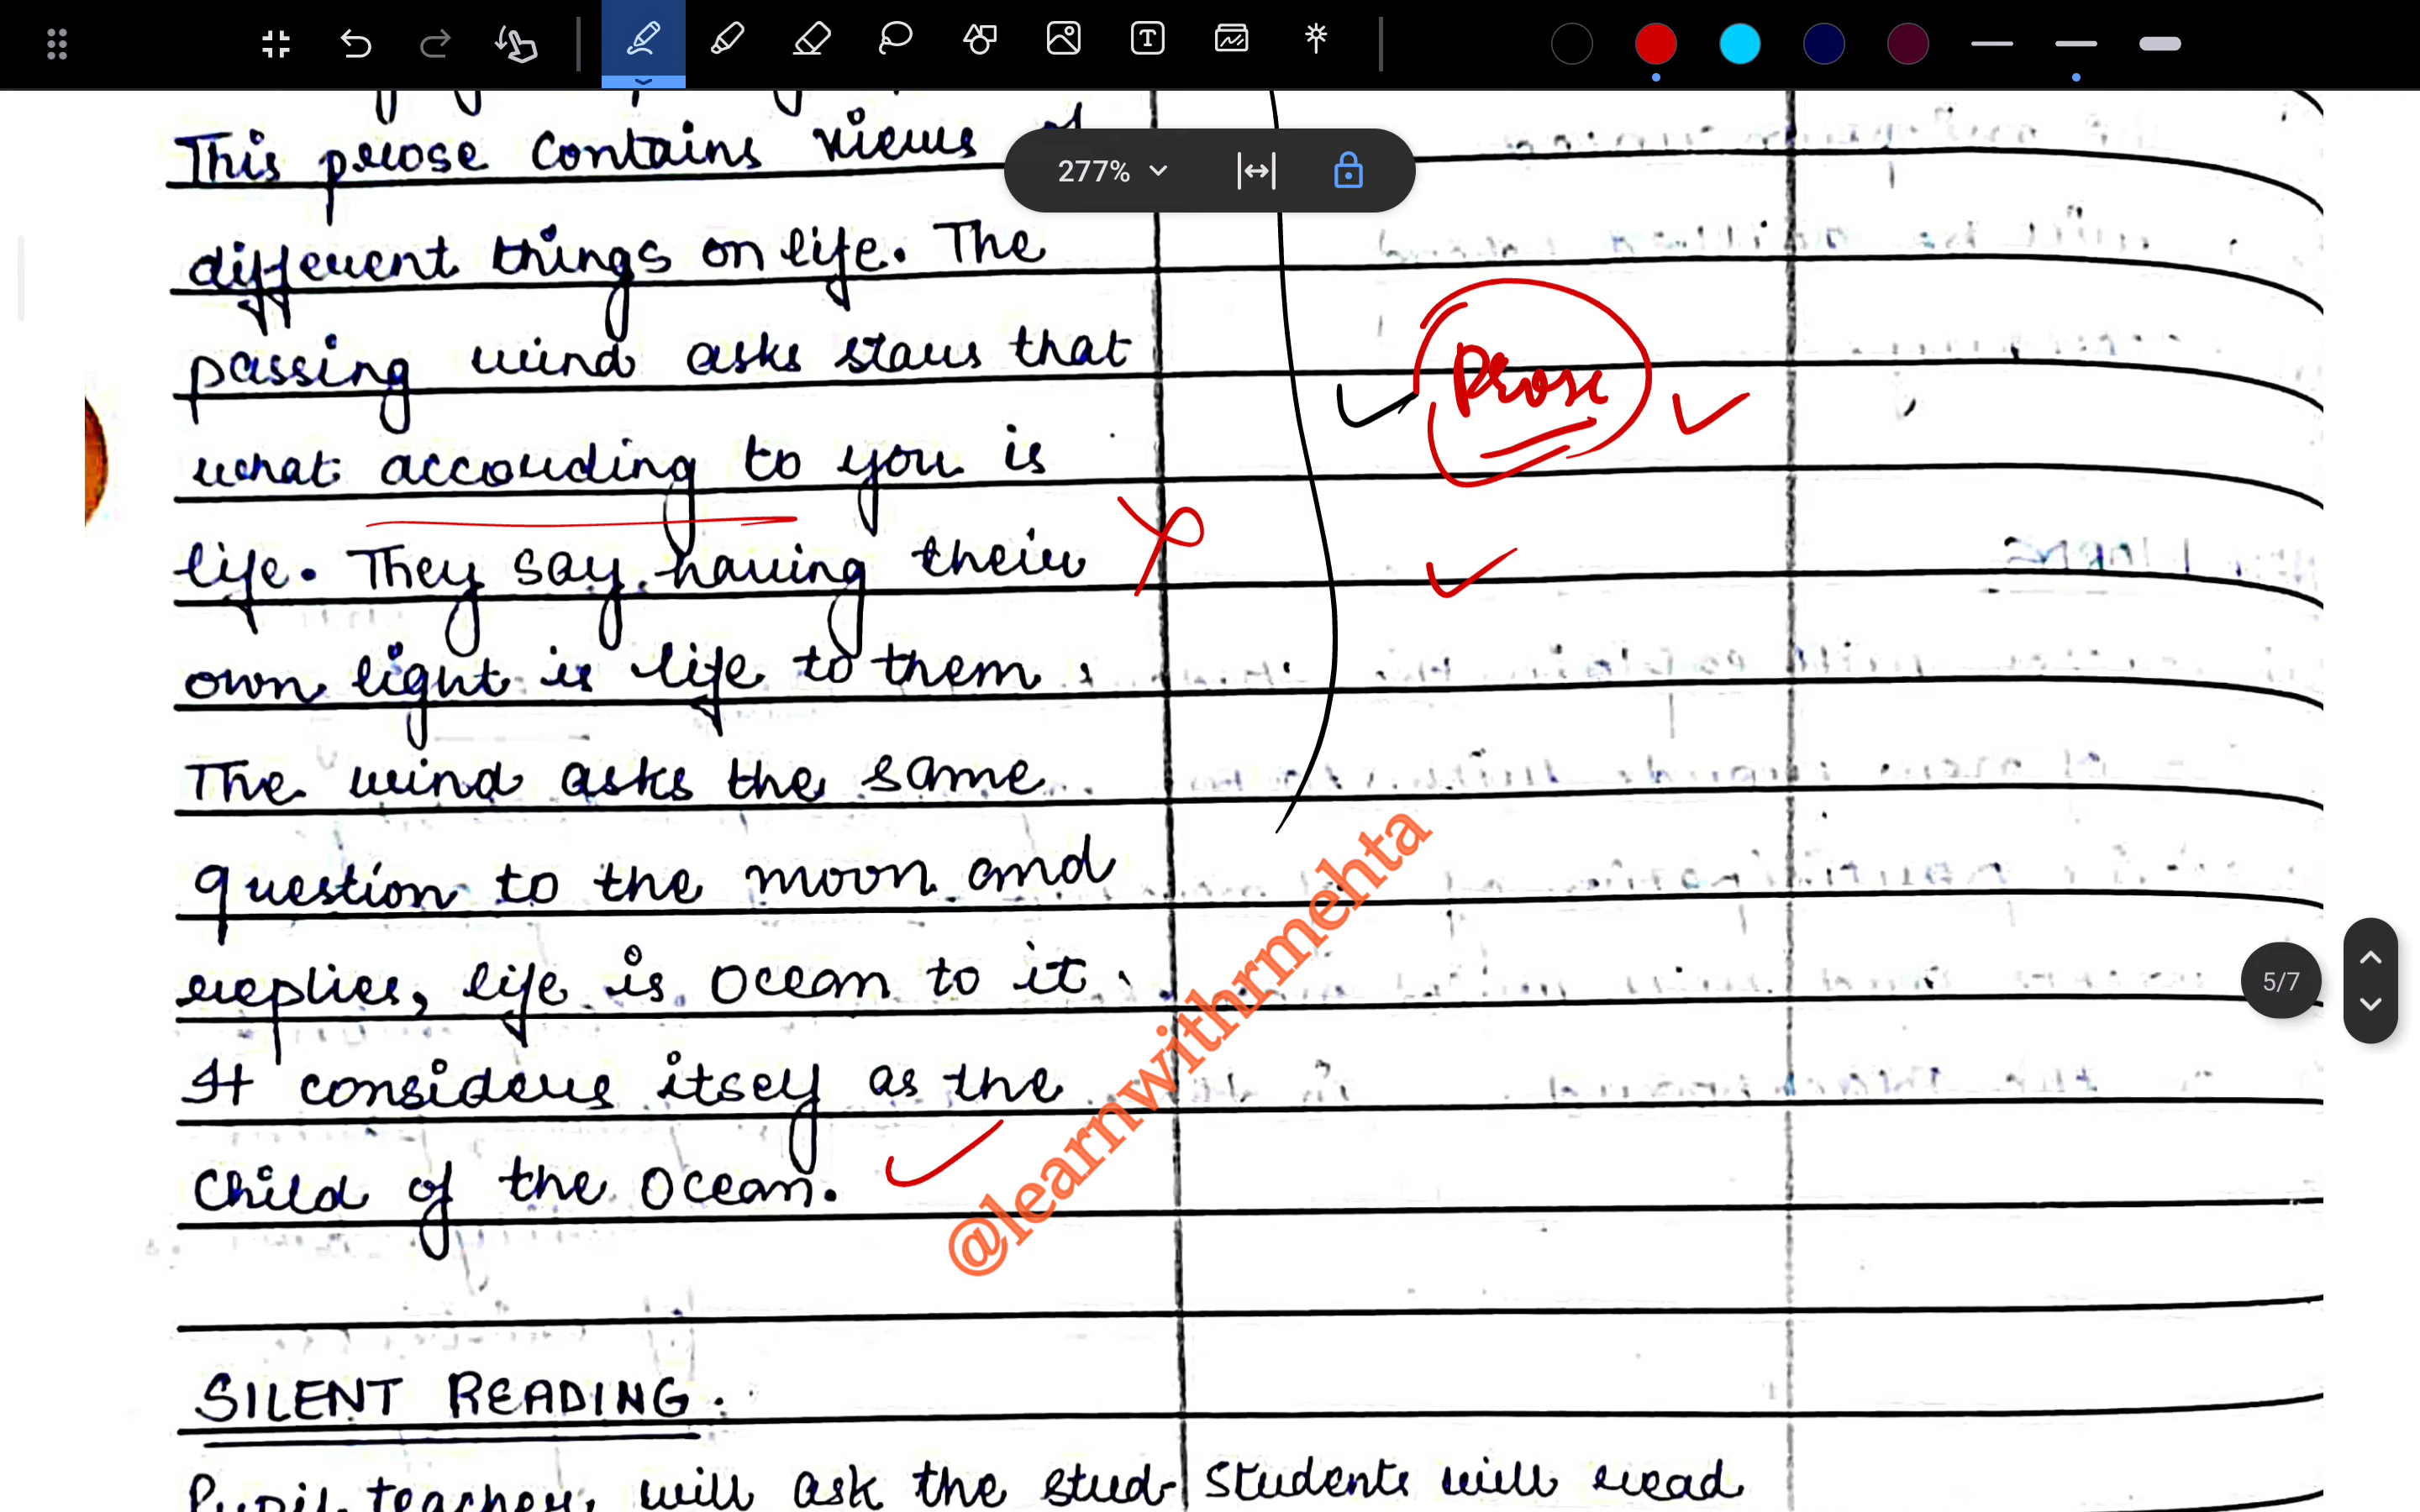 277%
This prose contains views of
different things on life. The
passing wind asks stars that
Prose
what according to you is
life. They say having their
own light is life to them.
The wind asks the same
question to the moon and
replies, life is Ocean to it.
5/7
It considers itself as the
Child of the Ocean.
@learnwithrmehta
SILENT READING.
Pupil teacher will ask the stud- Students will read